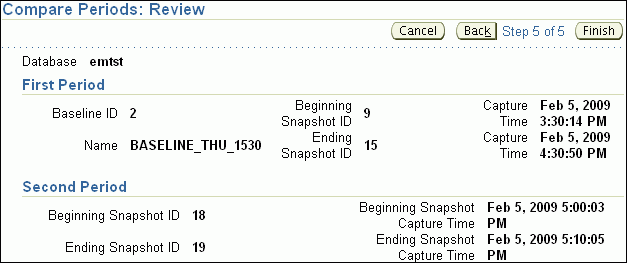 Compare Periods: Review
Cancel Back Step 5 of 5 Finish
Database emtst
First Period
Baseline ID 2 Beginning Snapshot ID 9 Capture Time Feb 5, 2009 3:30:14 PM
Name BASELINE_THU_1530 Ending Snapshot ID 15 Capture Time Feb 5, 2009 4:30:50 PM
Second Period
Beginning Snapshot ID 18 Beginning Snapshot Capture Time Feb 5, 2009 5:00:03 PM
Ending Snapshot ID 19 Ending Snapshot Capture Time Feb 5, 2009 5:10:05 PM